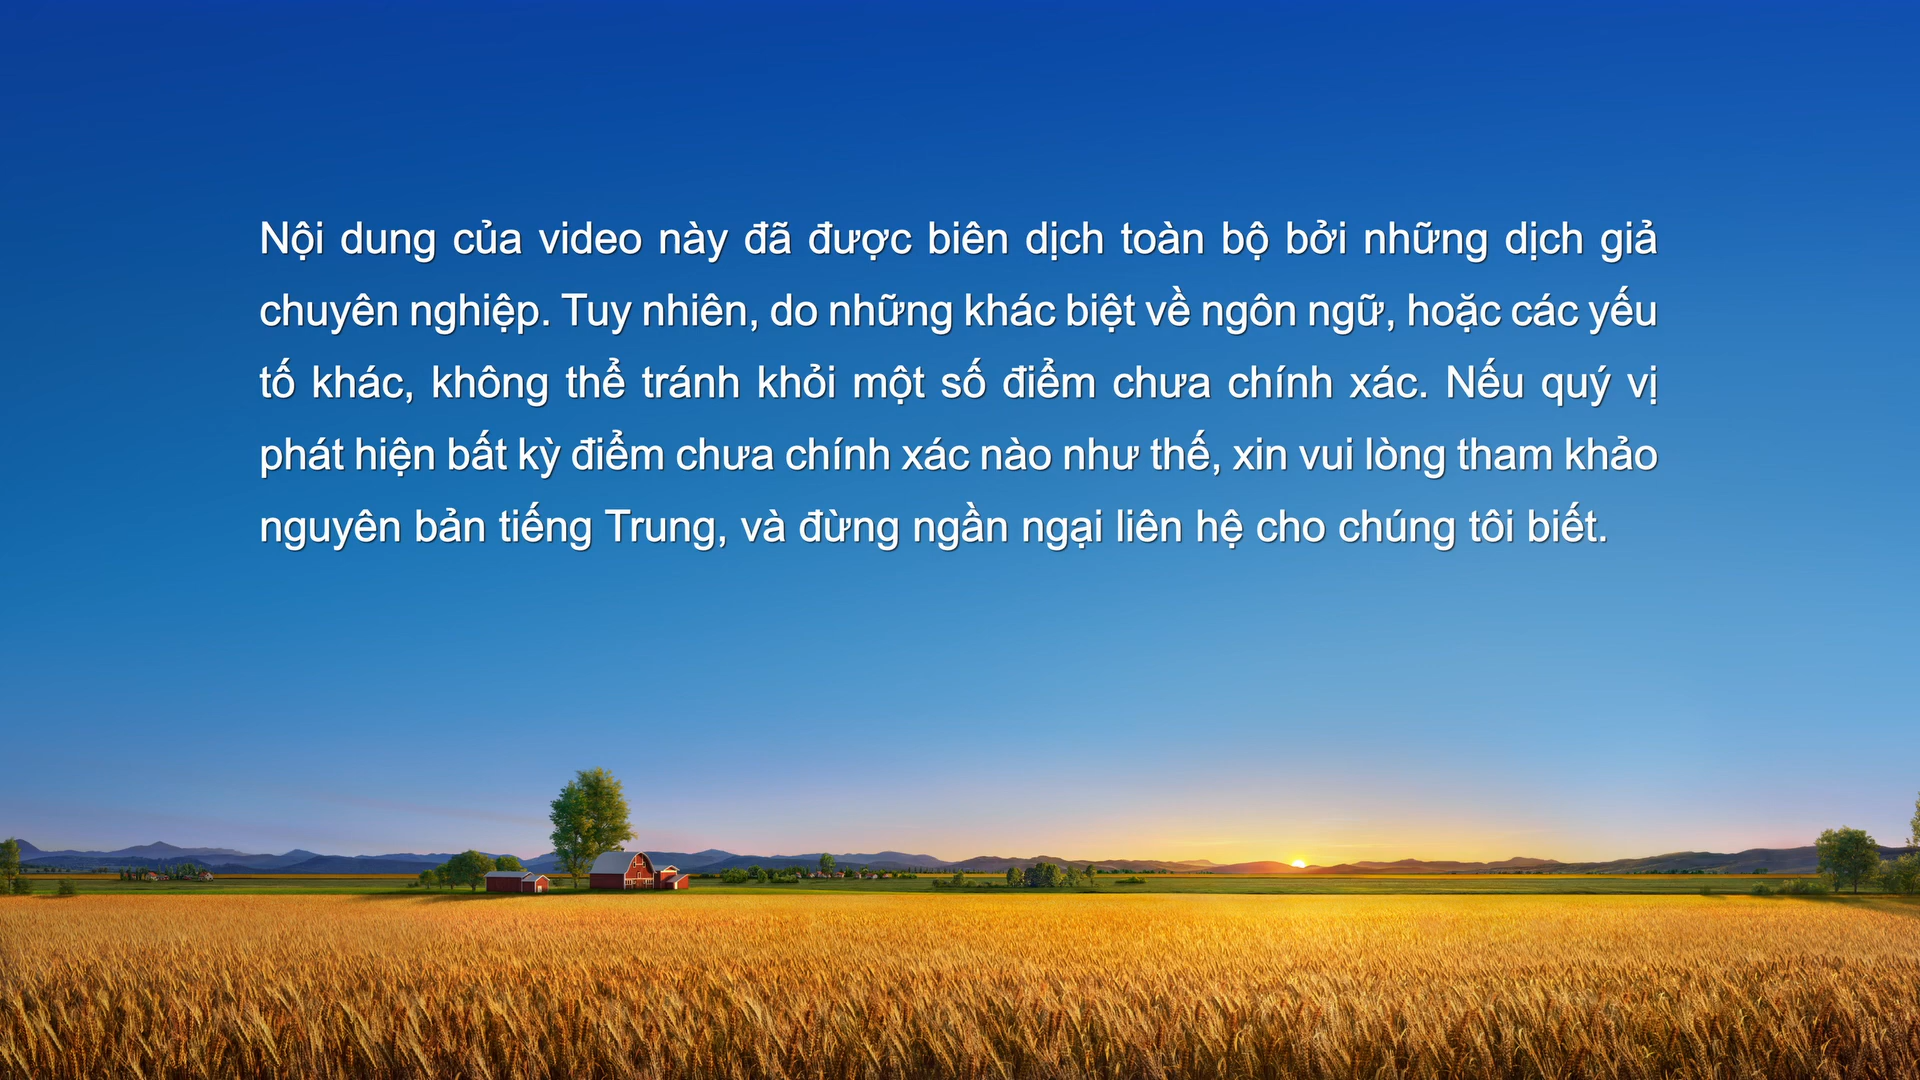 Nội dung của video này đã được biên dịch toàn bộ bởi những dịch giả
chuyên nghiệp. Tuy nhiên, do những khác biệt về ngôn ngữ, hoặc các yếu
tố khác, không thể tránh khỏi một số điểm chưa chính xác. Nếu quý vị
phát hiện bất kỳ điểm chưa chính xác nào như thế, xin vui lòng tham khảo
nguyên bản tiếng Trung, và đừng ngần ngại liên hệ cho chúng tôi biết.